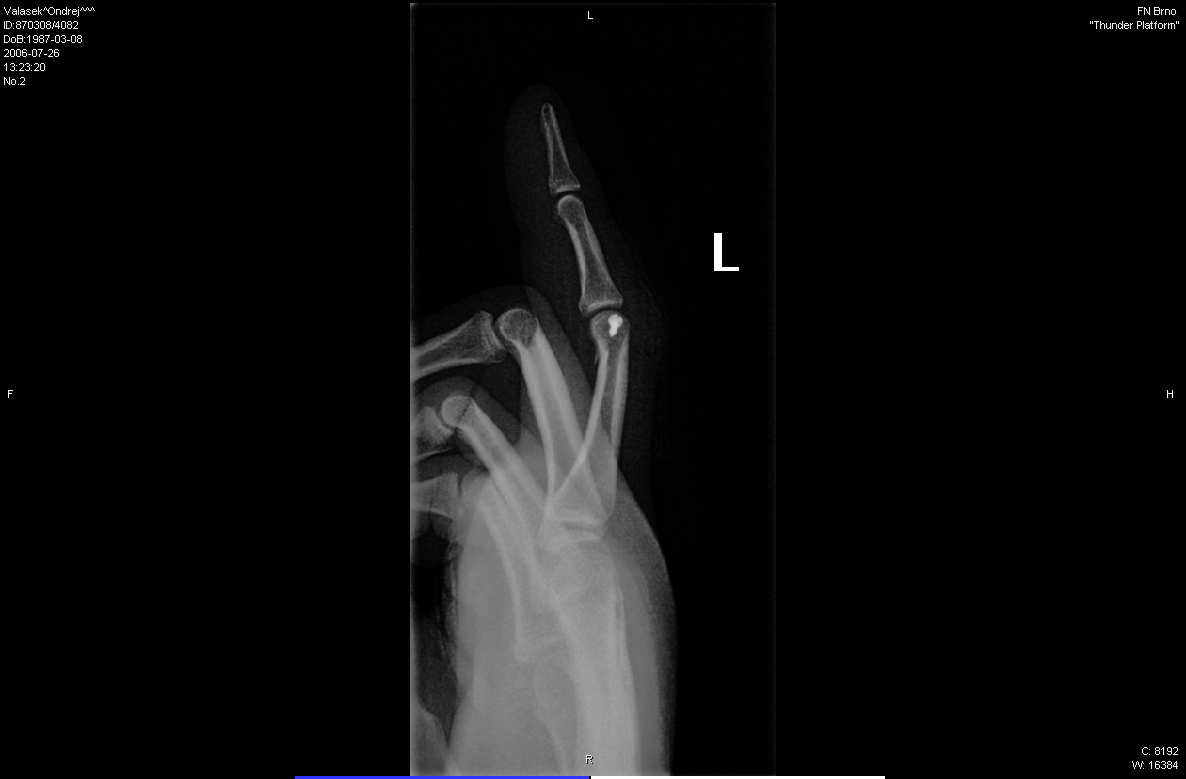 Valasek^Ondrej^^^
ID:870308/4082
DoB:1987-03-08
2006-07-26
13:23:20
No.2
FN Brno
"Thunder Platform"
L
L
F
H
R
C: 8192
W: 16384